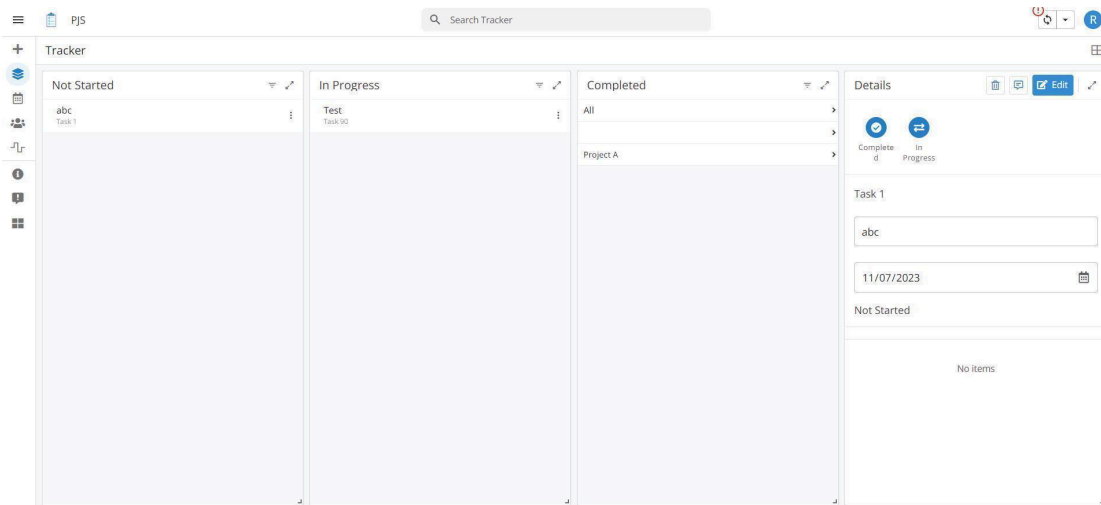 PJS
Search Tracker
R
Tracker
Not Started
abc
Task 1
In Progress
Test
Task 90
Completed
All
Project A
Details
Edit
Complete
d
In
Progress
Task 1
abc
11/07/2023
Not Started
No items